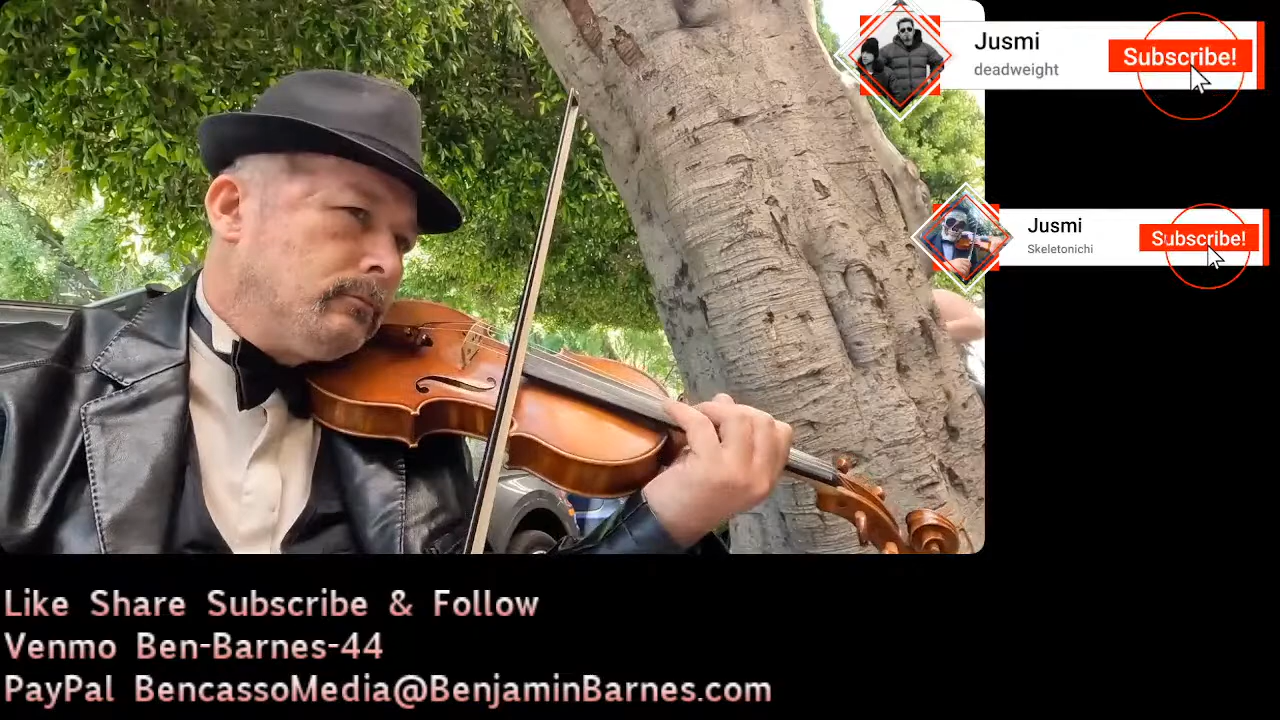 Jusmi
deadweight
Subscribe!
Jusmi
Skeletonichi
Subscribe!
Like Share Subscribe & Follow
Venmo Ben-Barnes-44
PayPal BencassoMedia@BenjaminBarnes.com